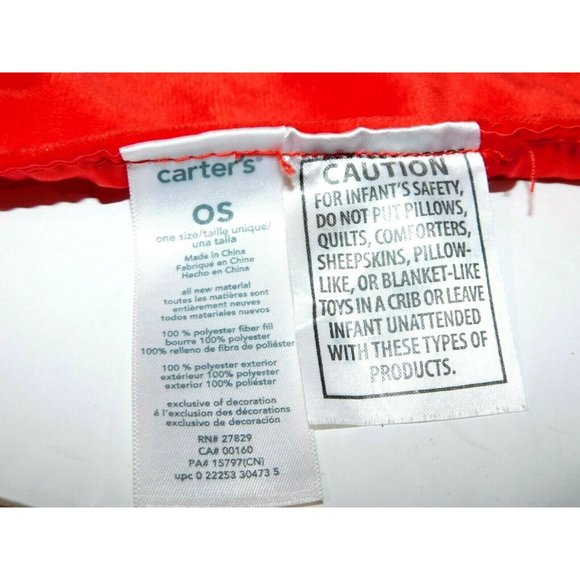 carter's®
OS
one size/taille unique/
una talla
Made in China
Fabriqué en Chine
Hecho en China
all new material
toutes les matières sont
entièrement neuves
todos materiales nuevos
100 % polyester fiber fill
bourre 100% polyester
100% relleno de fibra de poliéster
100 % polyester exterior
extérieur 100% polyester
exterior 100 % poliéster
exclusive of decoration
á l'exclusion des décorations
exclusivo de decoración
RN# 27829
CA# 00160
PA# 15797(CN)
upc 0 22253 30473 5
CAUTION
FOR INFANT'S SAFETY,
DO NOT PUT PILLOWS,
QUILTS, COMFORTERS,
SHEEPSKINS, PILLOW-
LIKE, OR BLANKET-LIKE
TOYS IN A CRIB OR LEAVE
INFANT UNATTENDED
WITH THESE TYPES OF
PRODUCTS.